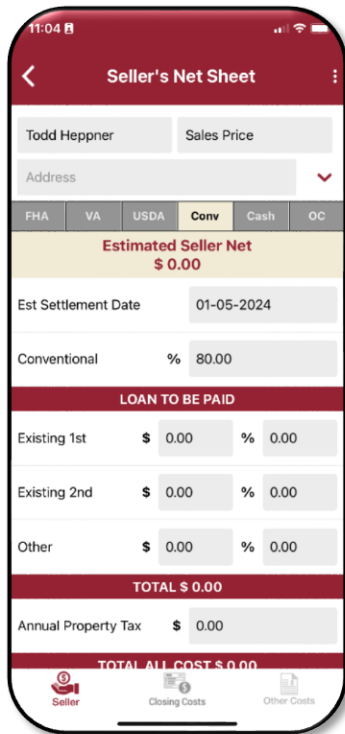 11:04
Seller's Net Sheet
Todd Heppner Sales Price
Address
FHA VA USDA Conv Cash OC
Estimated Seller Net
$ 0.00
Est Settlement Date 01-05-2024
Conventional % 80.00
LOAN TO BE PAID
Existing 1st $ 0.00 % 0.00
Existing 2nd $ 0.00 % 0.00
Other $ 0.00 % 0.00
TOTAL $ 0.00
Annual Property Tax $ 0.00
TOTAL ALL COST $ 0.00
Seller Closing Costs Other Costs